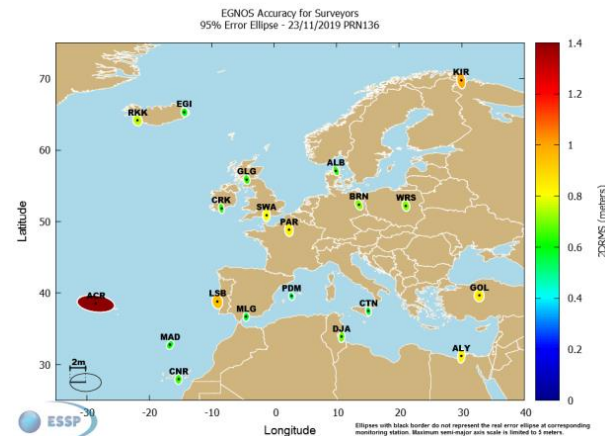 EGNOS Accuracy for Surveyors
95% Error Ellipse - 23/11/2019 PRN136
KIR
RKK
EGI
GLG
ALB
CRK
SWA
BRN
WRS
PAR
ACR
LSB
PDM
GOL
MLG
CTN
MAD
DJA
ALY
CNR
2m
70
60
50
40
30
-30
-20
-10
0
10
20
30
40
Latitude
Longitude
1.4
1.2
1
0.8
0.6
0.4
0.2
0
2DRMS (meters)
ESSP
Ellipses with black border do not represent the real error ellipse at corresponding
monitoring station. Maximum semi-major axis scale is limited to 5 meters.